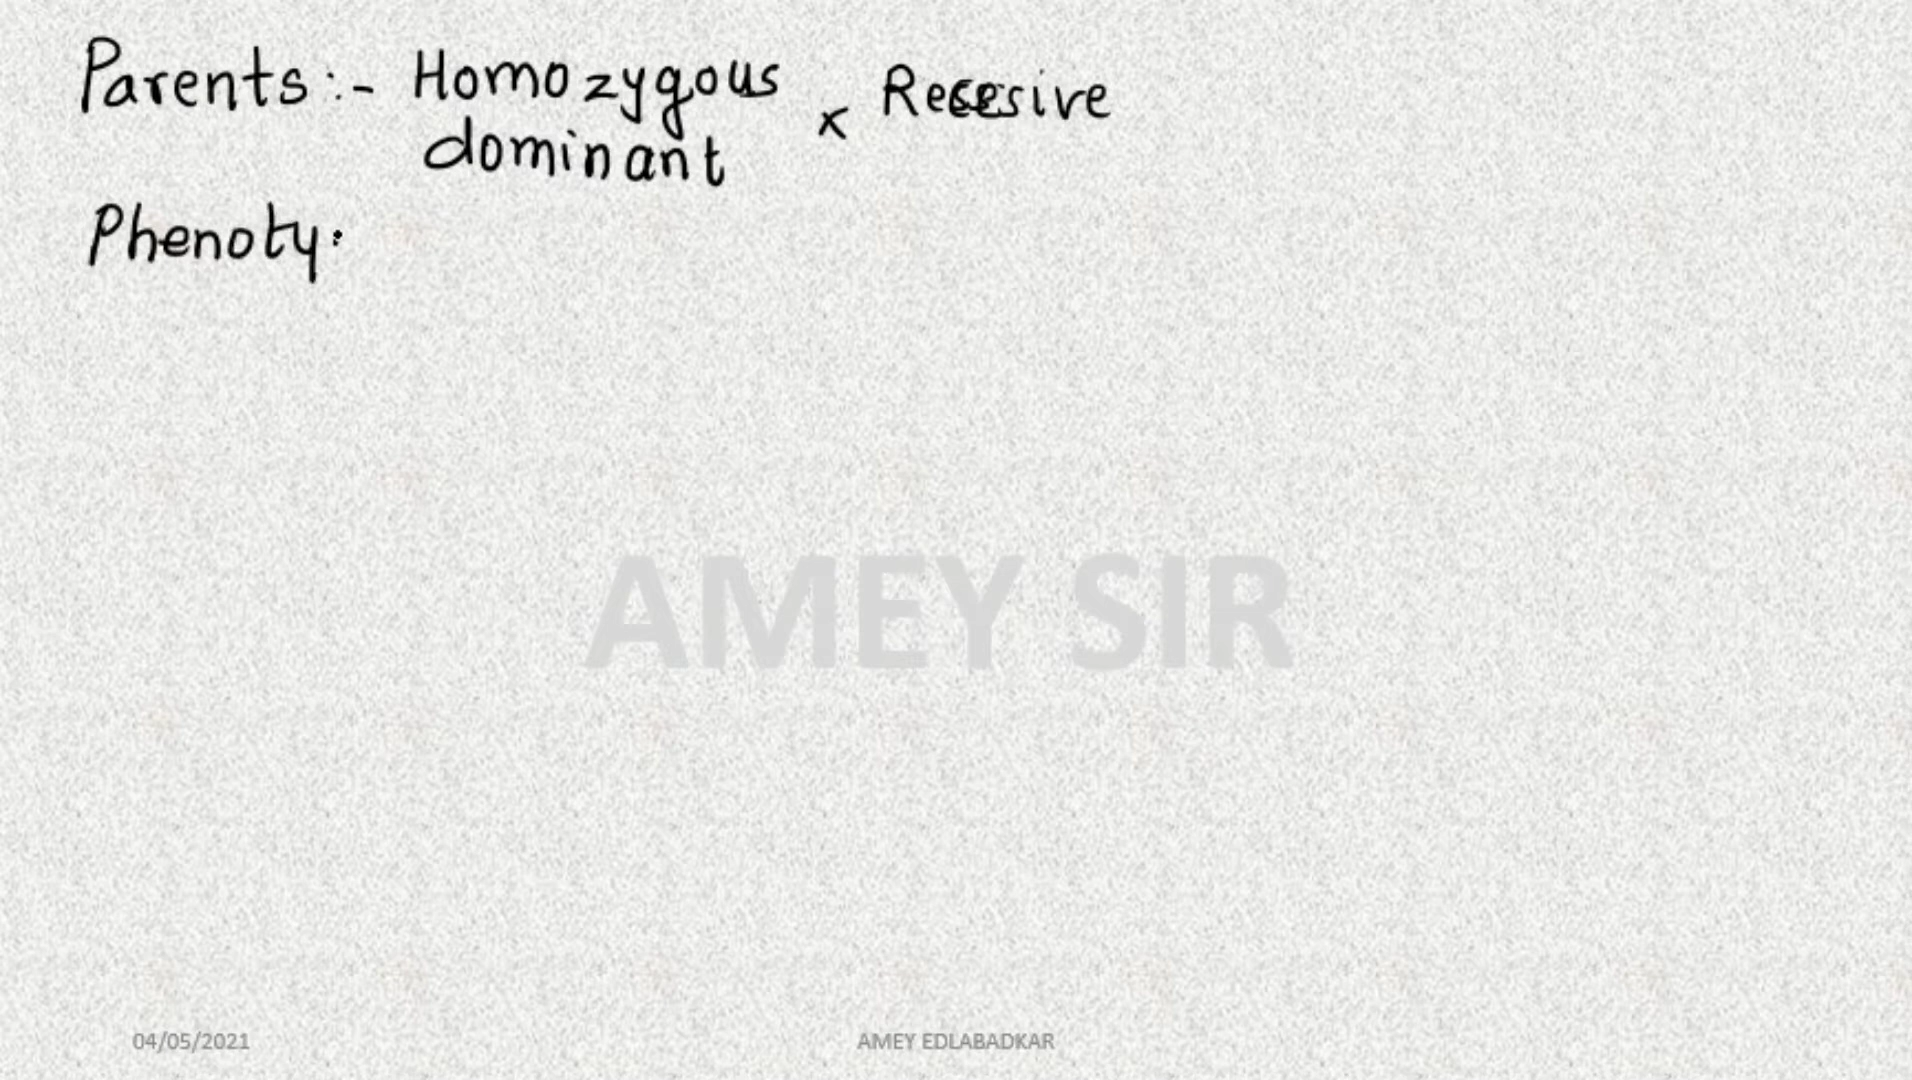 Parents :- Homozygous x Recesive
dominant
Phenoty
AMEY SIR
04/05/2021 AMEY EDLABADKAR